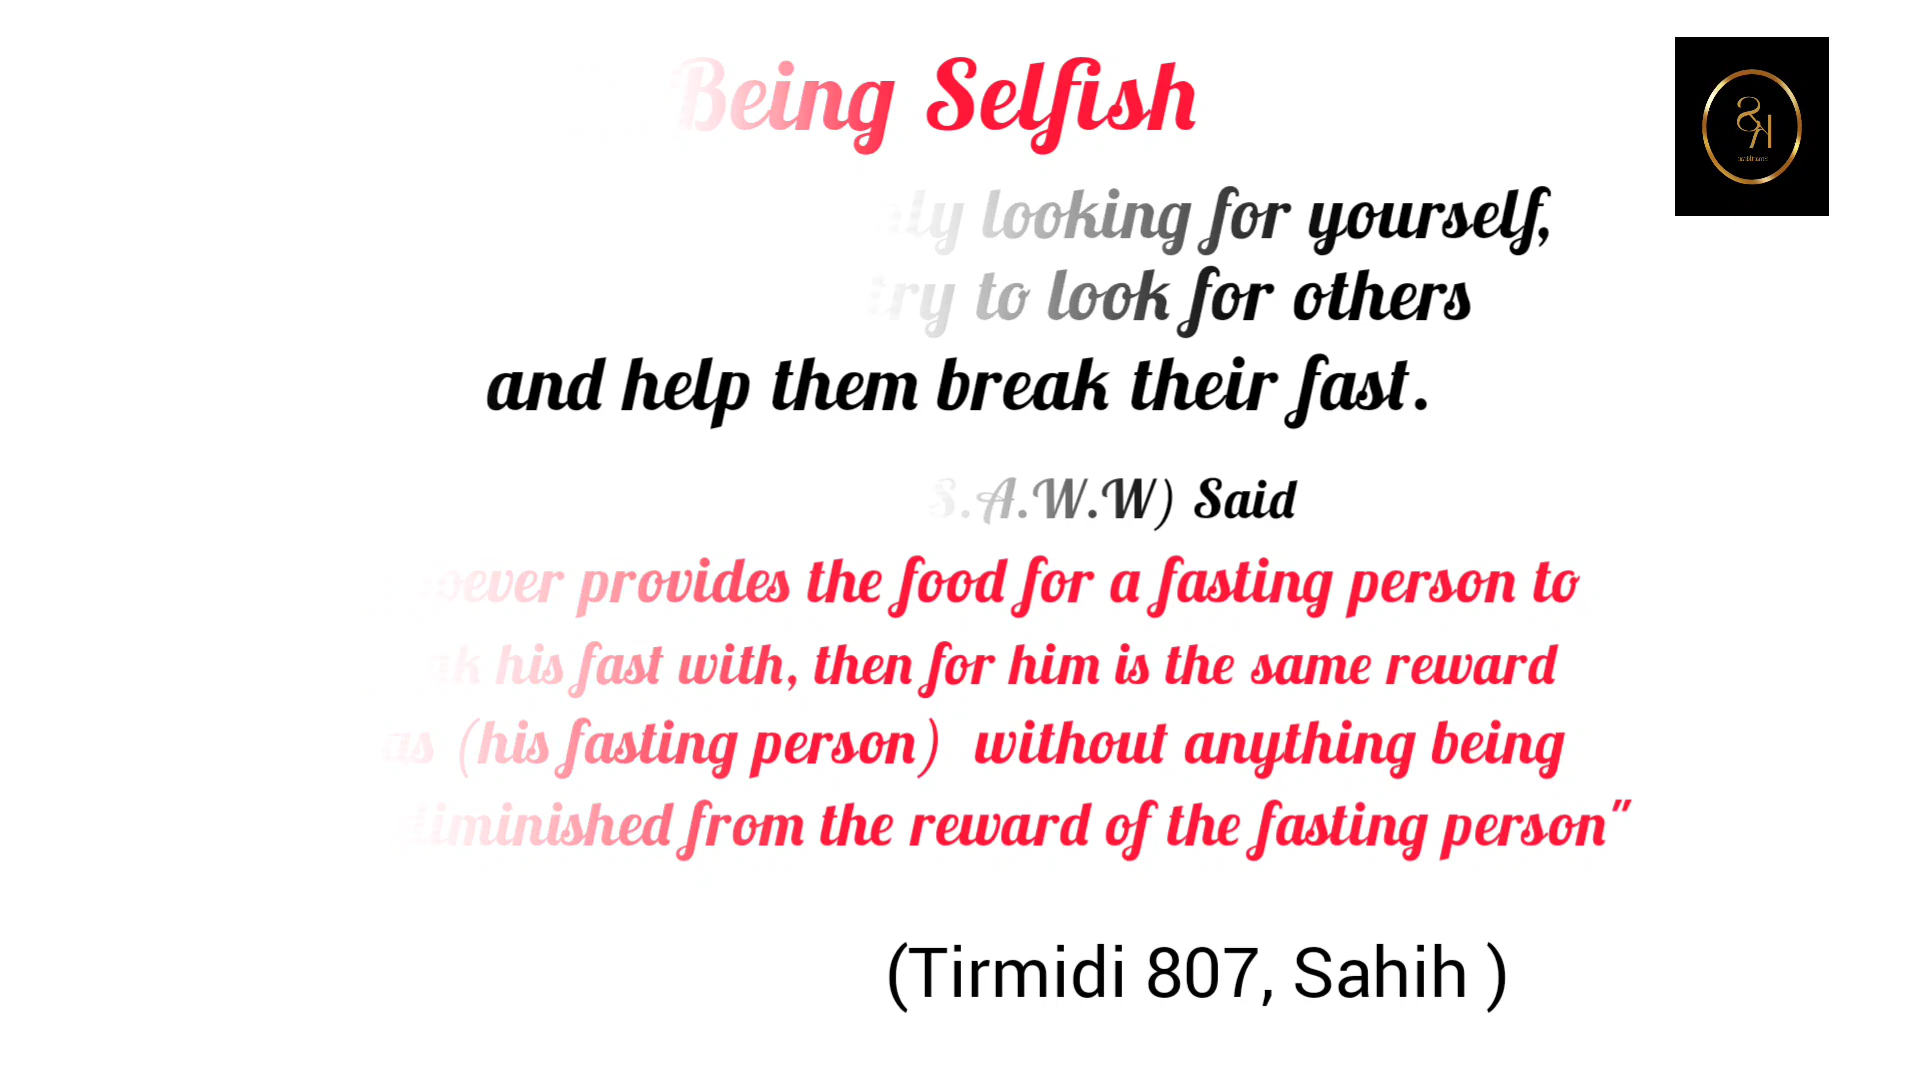 Being Selfish
looking for yourself,
try to look for others
and help them break their fast.
S.A.W.W) Said
provides the food for a fasting person to
his fast with, then for him is the same reward
as (his fasting person) without anything being
diminished from the reward of the fasting person"
(Tirmidi 807, Sahih )